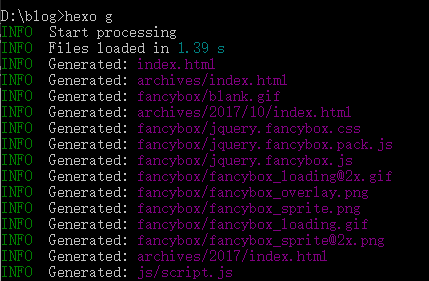 D:\blog>hexo g
INFO  Start processing
INFO  Files loaded in 1.39 s
INFO  Generated: index.html
INFO  Generated: archives/index.html
INFO  Generated: fancybox/blank.gif
INFO  Generated: archives/2017/10/index.html
INFO  Generated: fancybox/jquery.fancybox.css
INFO  Generated: fancybox/jquery.fancybox.pack.js
INFO  Generated: fancybox/jquery.fancybox.js
INFO  Generated: fancybox/fancybox_loading@2x.gif
INFO  Generated: fancybox/fancybox_overlay.png
INFO  Generated: fancybox/fancybox_sprite.png
INFO  Generated: fancybox/fancybox_loading.gif
INFO  Generated: fancybox/fancybox_sprite@2x.png
INFO  Generated: archives/2017/index.html
INFO  Generated: js/script.js